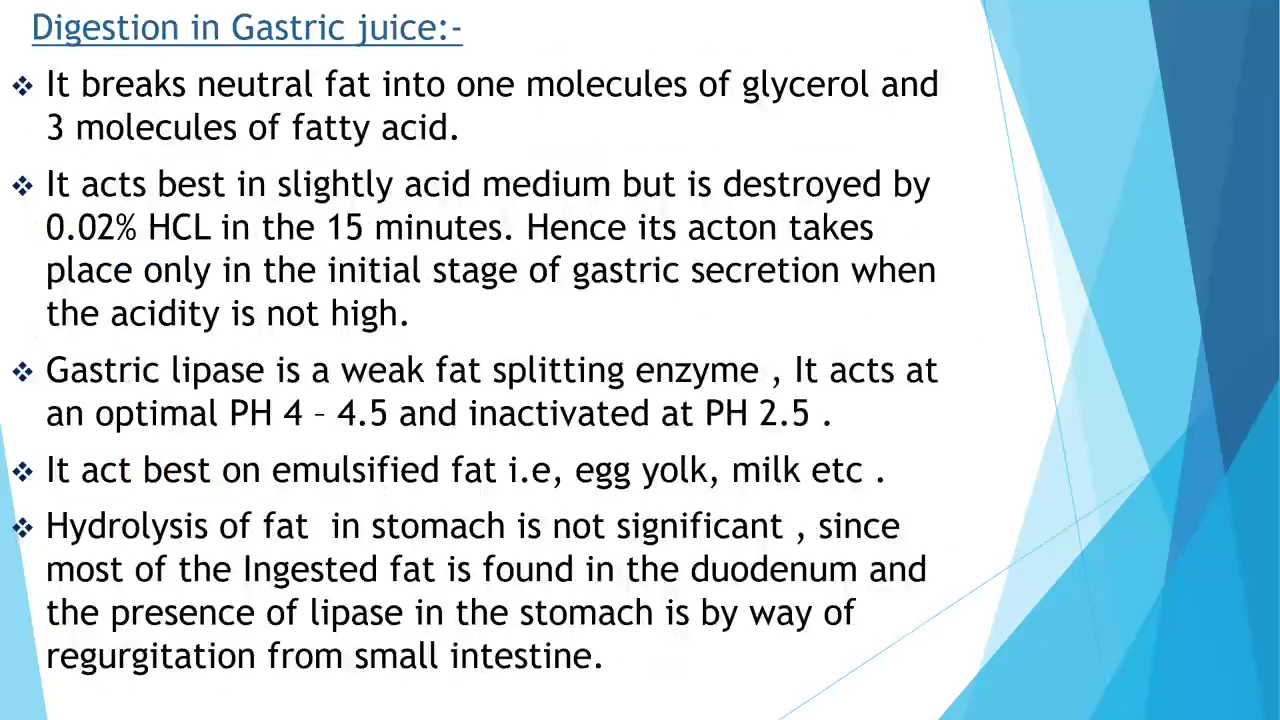 Digestion in Gastric juice:-
❖ It breaks neutral fat into one molecules of glycerol and
3 molecules of fatty acid.
❖ It acts best in slightly acid medium but is destroyed by
0.02% HCL in the 15 minutes. Hence its acton takes
place only in the initial stage of gastric secretion when
the acidity is not high.
❖ Gastric lipase is a weak fat splitting enzyme , It acts at
an optimal PH 4 – 4.5 and inactivated at PH 2.5 .
❖ It act best on emulsified fat i.e, egg yolk, milk etc .
❖ Hydrolysis of fat  in stomach is not significant , since
most of the Ingested fat is found in the duodenum and
the presence of lipase in the stomach is by way of
regurgitation from small intestine.